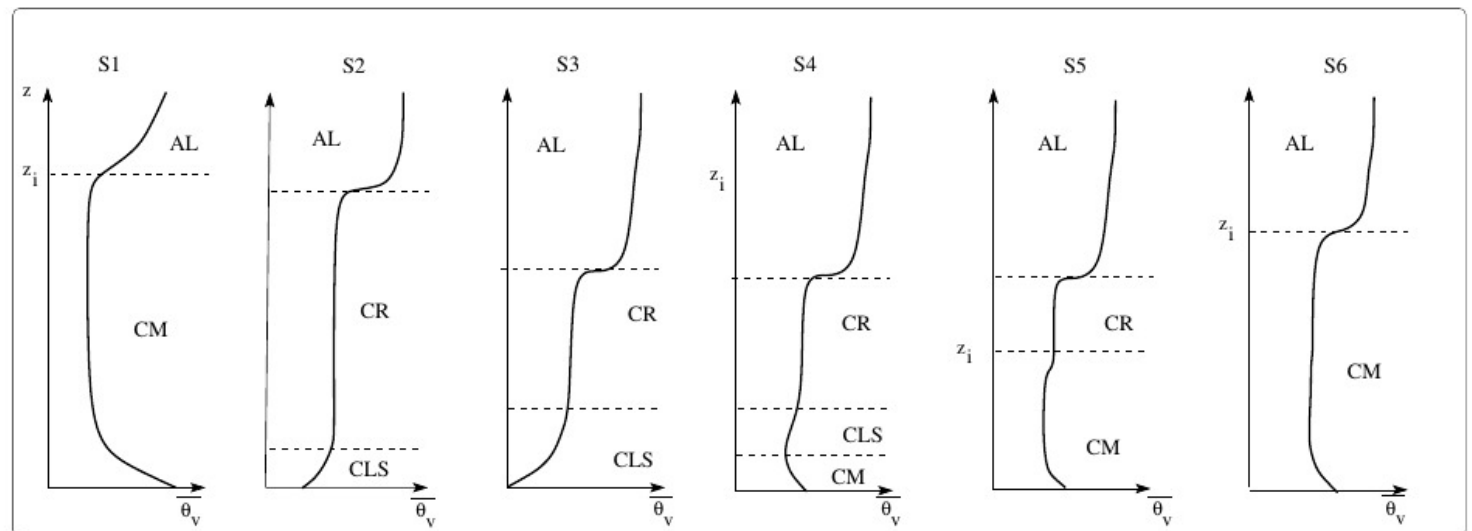 S1
z
AL
z_i
CM
θ_v
S2
AL
CR
CLS
θ_v
S3
AL
CR
CLS
θ_v
S4
AL
z_i
CR
CLS
CM
θ_v
S5
AL
CR
z_i
CM
θ_v
S6
AL
z_i
CM
θ_v